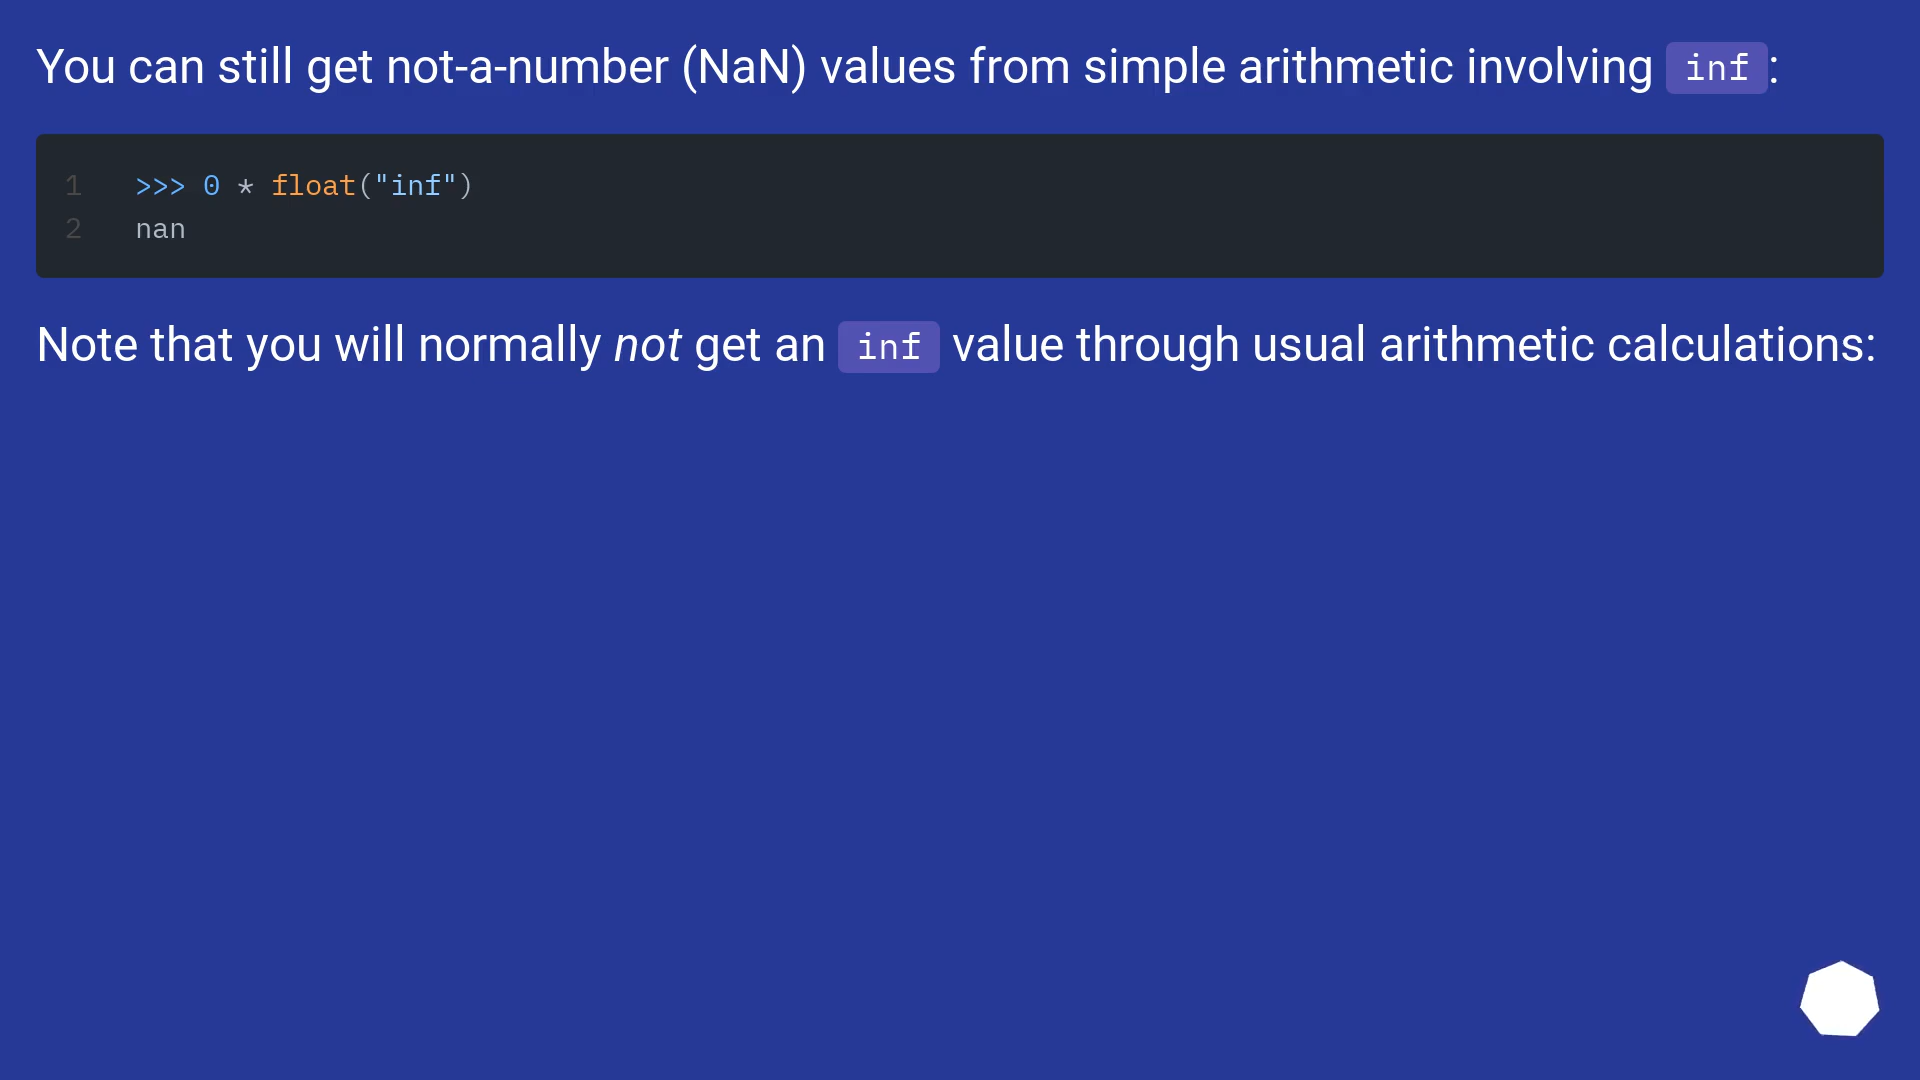 You can still get not-a-number (NaN) values from simple arithmetic involving inf:
1 >>> 0 * float("inf")
2 nan
Note that you will normally not get an inf value through usual arithmetic calculations: